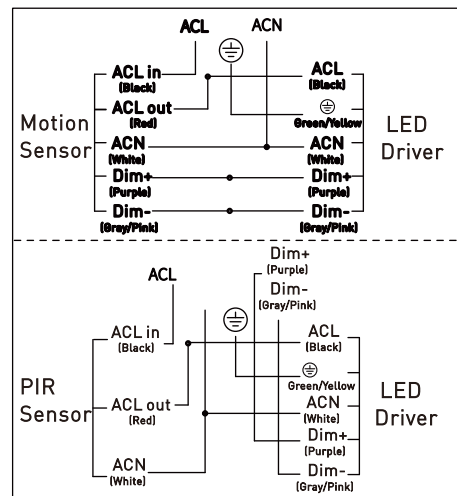 ACL ACN
ACL in
(Black)
ACL
(Black)
ACL out
(Red)
Green/Yellow
Motion
Sensor
ACN
(White)
ACN
(White)
LED
Driver
Dim+
(Purple)
Dim+
(Purple)
Dim-
(Gray/Pink)
Dim-
(Gray/Pink)
Dim+
(Purple)
ACL
Dim-
(Gray/Pink)
ACL in
(Black)
ACL
(Black)
Green/Yellow
PIR
Sensor
ACL out
(Red)
ACN
(White)
LED
Driver
Dim+
(Purple)
ACN
(White)
Dim-
(Gray/Pink)